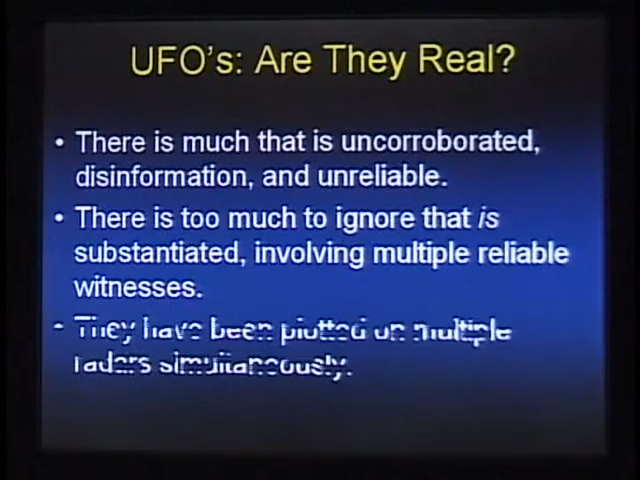 UFO's: Are They Real?
• There is much that is uncorroborated,
disinformation, and unreliable.
• There is too much to ignore that is
substantiated, involving multiple reliable
witnesses.
- They have been plotted on multiple
radars simultaneously.